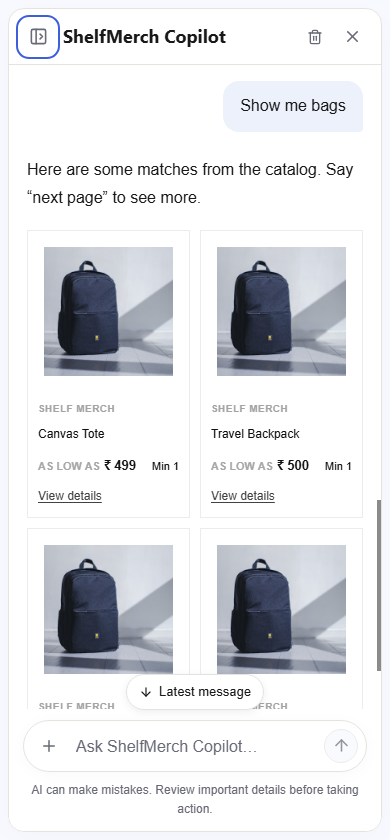 ShelfMerch Copilot
Show me bags
Here are some matches from the catalog. Say
“next page” to see more.
SHELF MERCH
Canvas Tote
AS LOW AS ₹ 499 Min 1
View details
SHELF MERCH
Travel Backpack
AS LOW AS ₹ 500 Min 1
View details
SHELF MERCH
Latest message
Ask ShelfMerch Copilot…
AI can make mistakes. Review important details before taking
action.